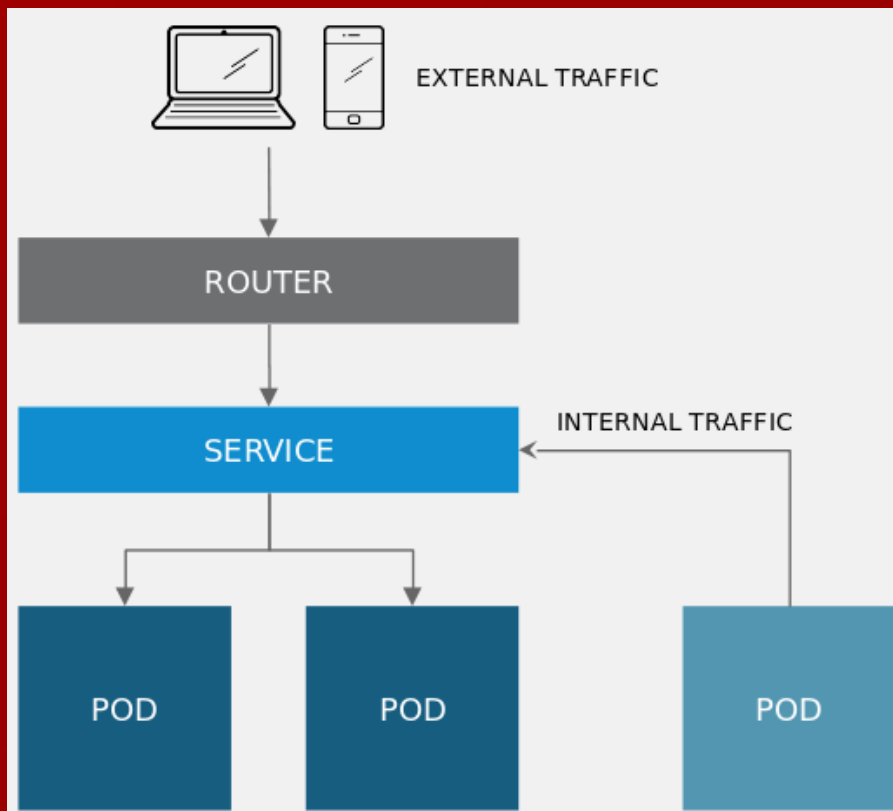 EXTERNAL TRAFFIC
ROUTER
INTERNAL TRAFFIC
SERVICE
POD
POD
POD